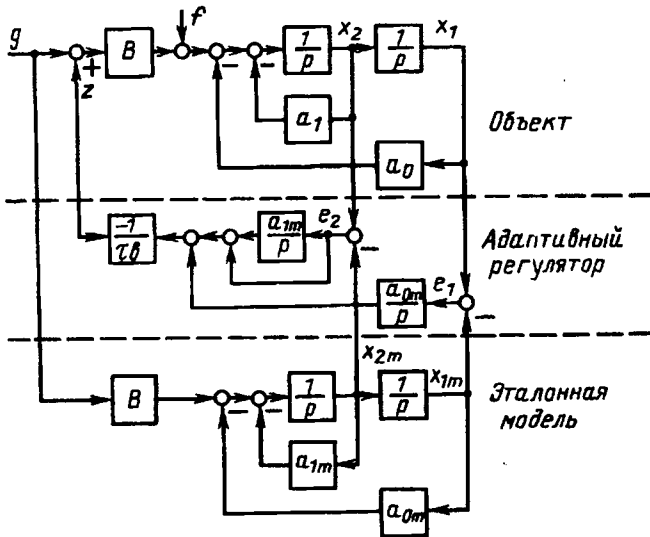 g
f
B
1/p
x₂
1/p
x₁
+
z
−
−
a₁
a₀
Объект
−1/τв
a₁ₘ/p
e₂
−
Адаптивный
регулятор
a₀ₘ/p
e₁
−
x₂ₘ
B
−
−
1/p
1/p
x₁ₘ
Эталонная
модель
a₁ₘ
a₀ₘ